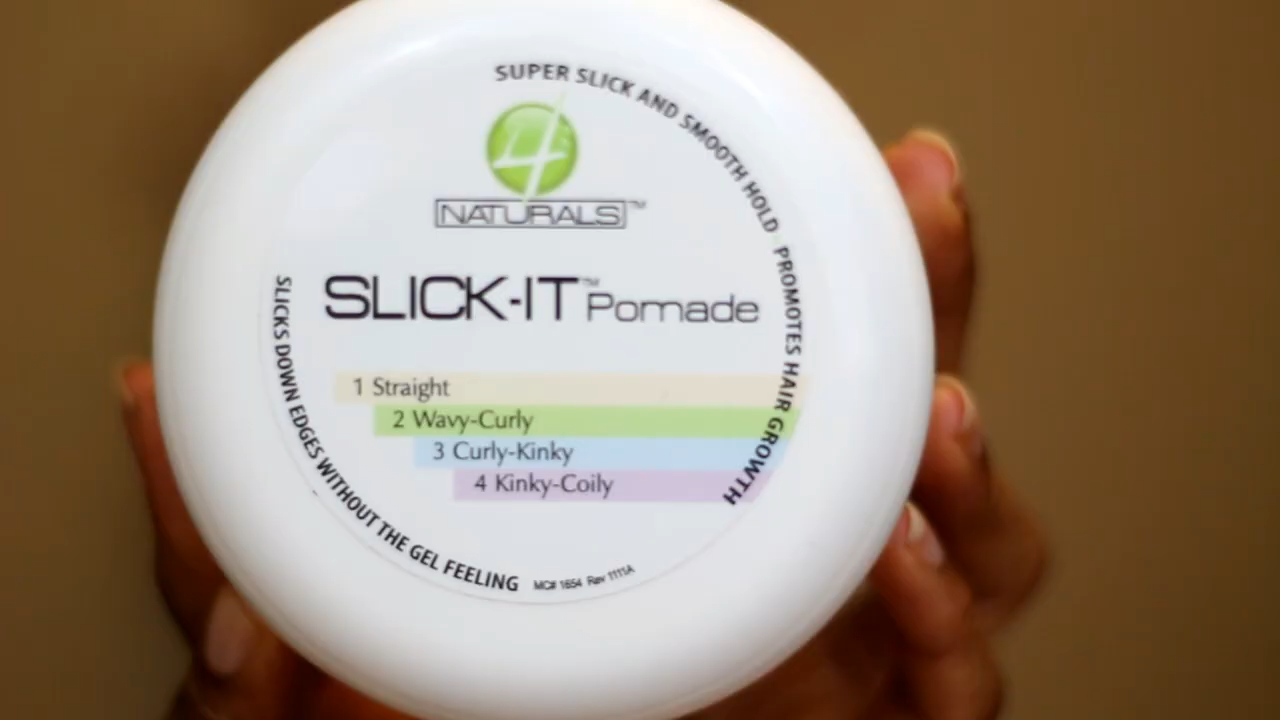 SUPER SLICK AND SMOOTH HOLD · PROMOTES HAIR GROWTH
4
NATURALS™
SLICK-IT™ Pomade
1 Straight
2 Wavy-Curly
3 Curly-Kinky
4 Kinky-Coily
SLICKS DOWN EDGES WITHOUT THE GEL FEELING
MC# 1654 Rev 1111A